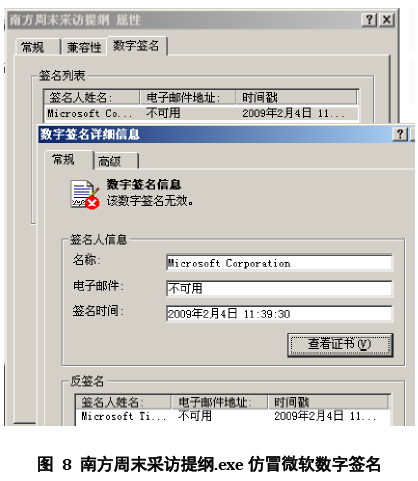 南方周末采访提纲 属性
常规 兼容性 数字签名
签名列表
签名人姓名: 电子邮件地址: 时间戳
Microsoft Co... 不可用 2009年2月4日 11...
数字签名详细信息
常规 高级
数字签名信息
该数字签名无效。
签名人信息
名称: Microsoft Corporation
电子邮件: 不可用
签名时间: 2009年2月4日 11:39:30
查看证书(V)
反签名
签名人姓名: 电子邮件地址: 时间戳
Microsoft Ti... 不可用 2009年2月4日 11...
图 8 南方周末采访提纲.exe 仿冒微软数字签名